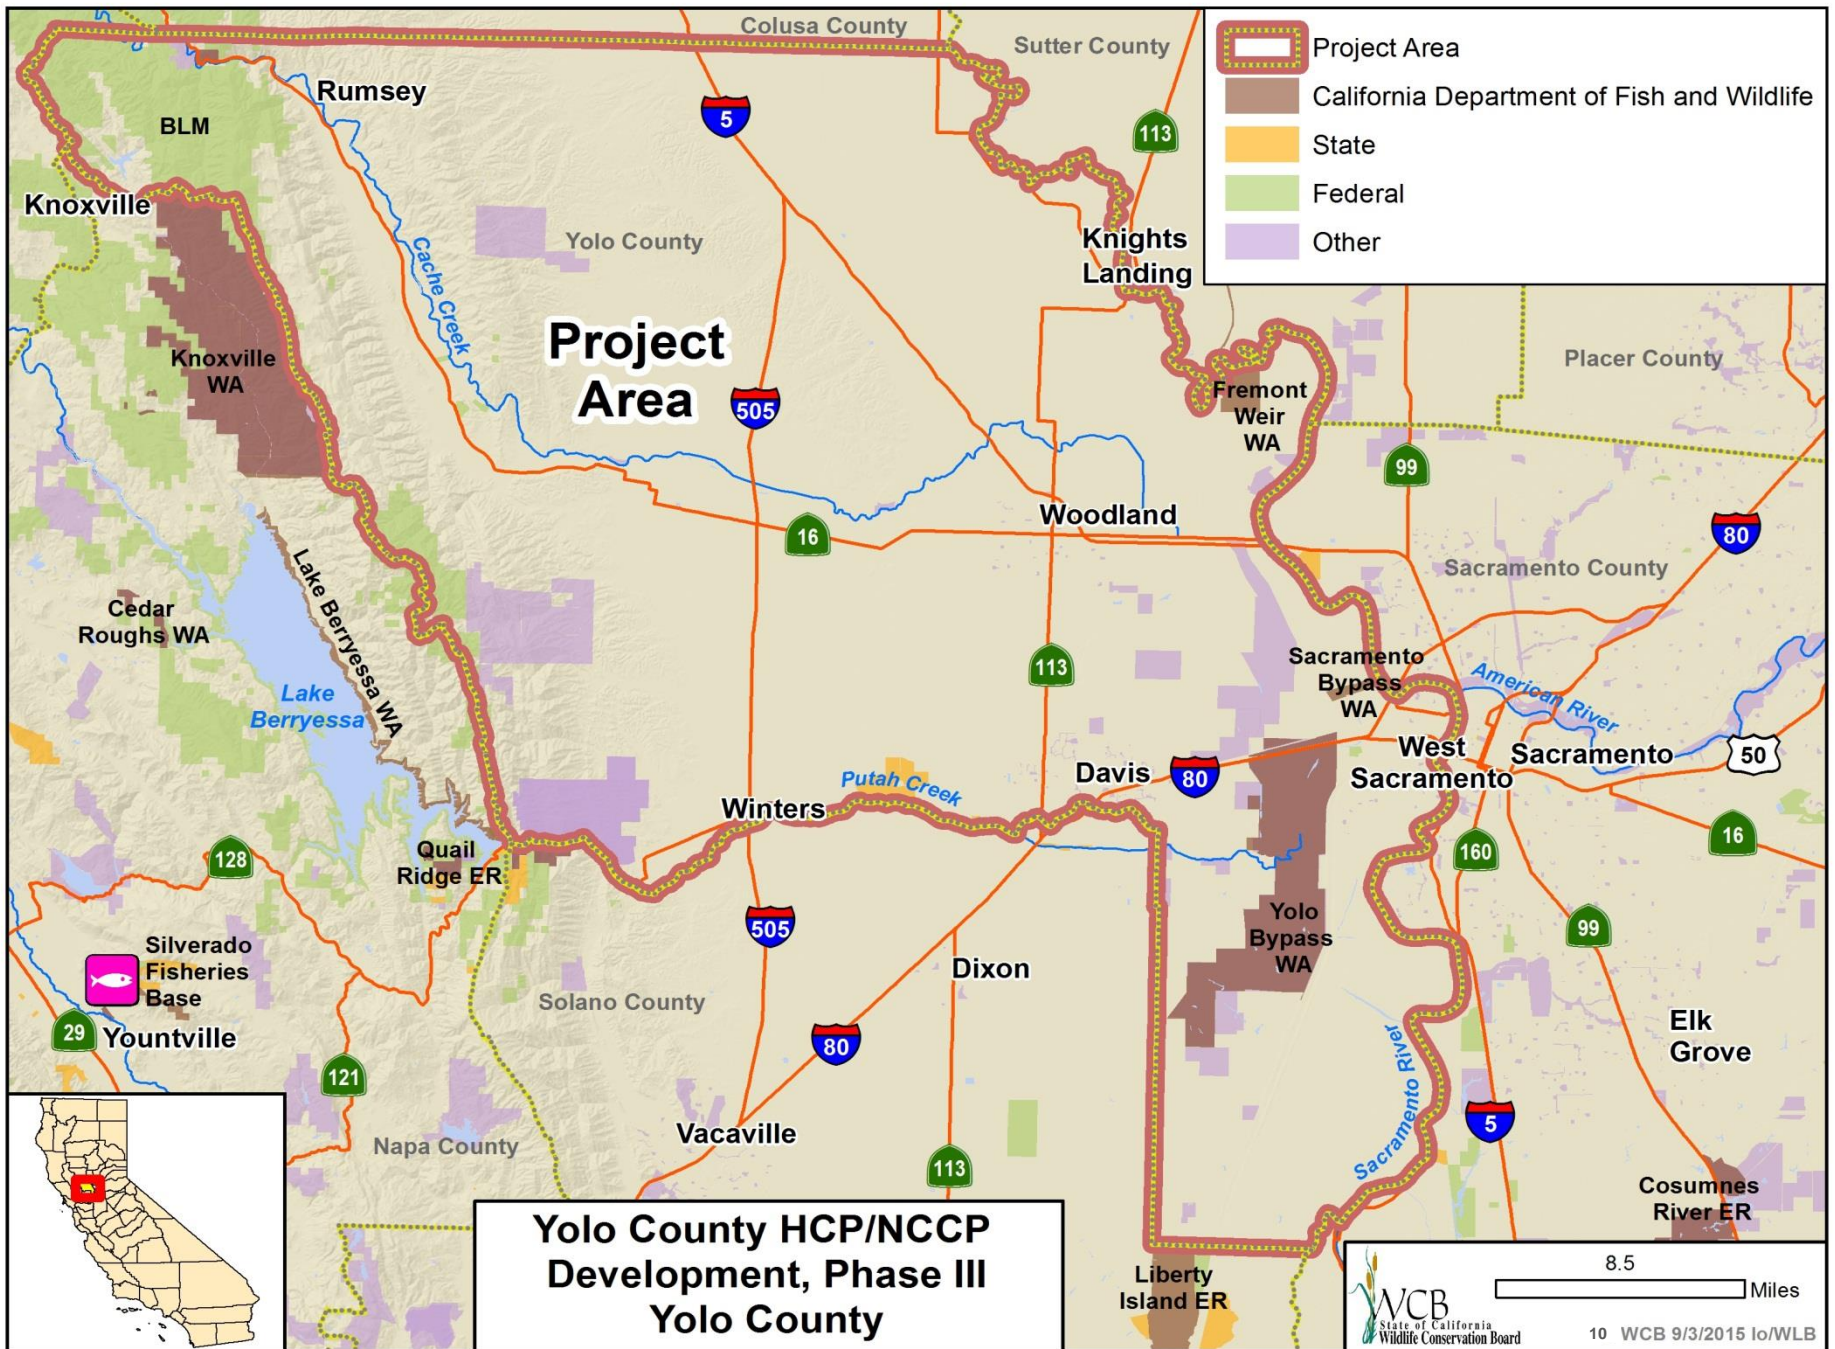 Colusa County
Sutter County
Project Area
California Department of Fish and Wildlife
State
Federal
Other
Rumsey
BLM
5
113
Knoxville
Cache Creek
Yolo County
Knights
Landing
Project
Area
Knoxville
WA
505
Fremont
Weir
WA
Placer County
99
Woodland
16
80
Sacramento County
Lake Berryessa WA
Cedar
Roughs WA
Lake
Berryessa
113
Sacramento
Bypass
WA
American River
West
Sacramento
Sacramento
50
Putah Creek
Davis
80
Winters
128
Quail
Ridge ER
160
16
505
Yolo
Bypass
WA
99
Silverado
Fisheries
Base
Dixon
Solano County
29
Yountville
80
Elk
Grove
121
Sacramento River
5
Napa County
Vacaville
113
Cosumnes
River ER
Yolo County HCP/NCCP
Development, Phase III
Yolo County
Liberty
Island ER
8.5
Miles
WCB
State of California
Wildlife Conservation Board
10 WCB 9/3/2015 lo/WLB